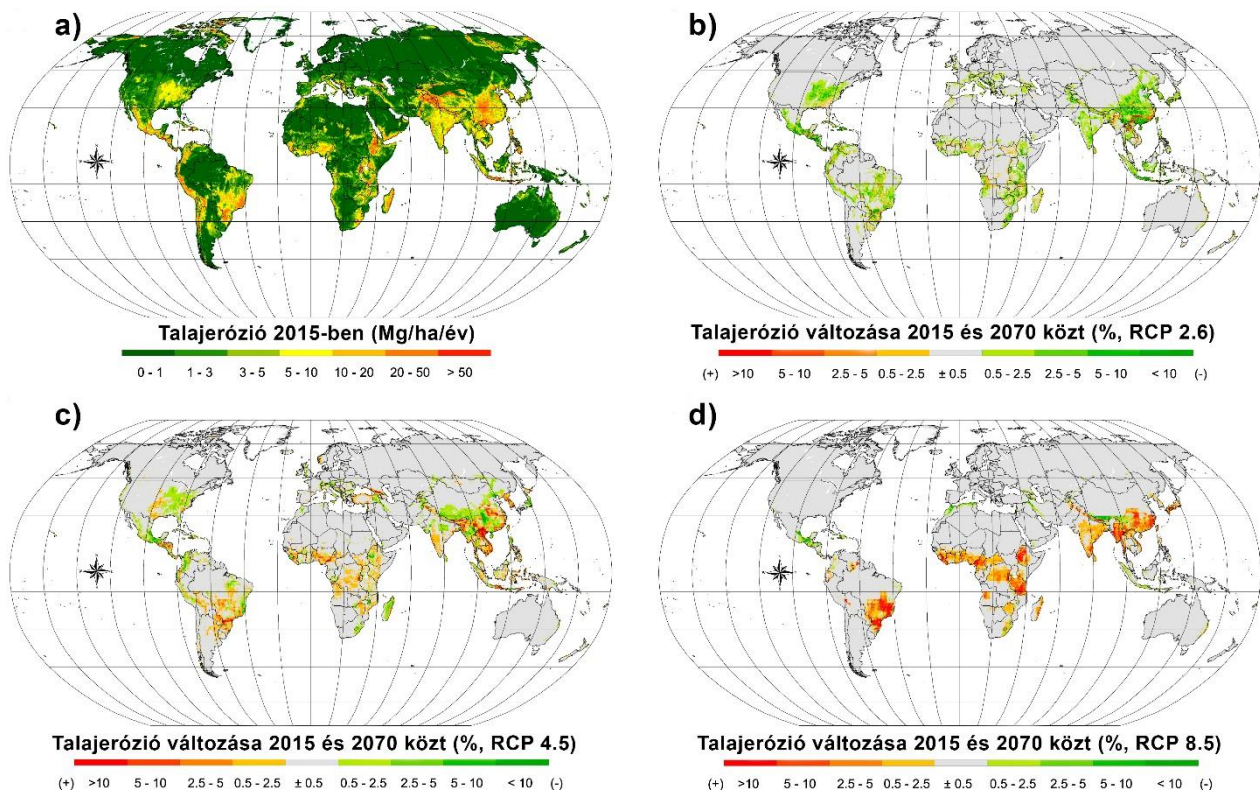 a)
Talajerózió 2015-ben (Mg/ha/év)
0 - 1 1 - 3 3 - 5 5 - 10 10 - 20 20 - 50 > 50
b)
Talajerózió változása 2015 és 2070 közt (%, RCP 2.6)
(+) >10 5 - 10 2.5 - 5 0.5 - 2.5 ± 0.5 0.5 - 2.5 2.5 - 5 5 - 10 < 10 (-)
c)
Talajerózió változása 2015 és 2070 közt (%, RCP 4.5)
(+) >10 5 - 10 2.5 - 5 0.5 - 2.5 ± 0.5 0.5 - 2.5 2.5 - 5 5 - 10 < 10 (-)
d)
Talajerózió változása 2015 és 2070 közt (%, RCP 8.5)
(+) >10 5 - 10 2.5 - 5 0.5 - 2.5 ± 0.5 0.5 - 2.5 2.5 - 5 5 - 10 < 10 (-)